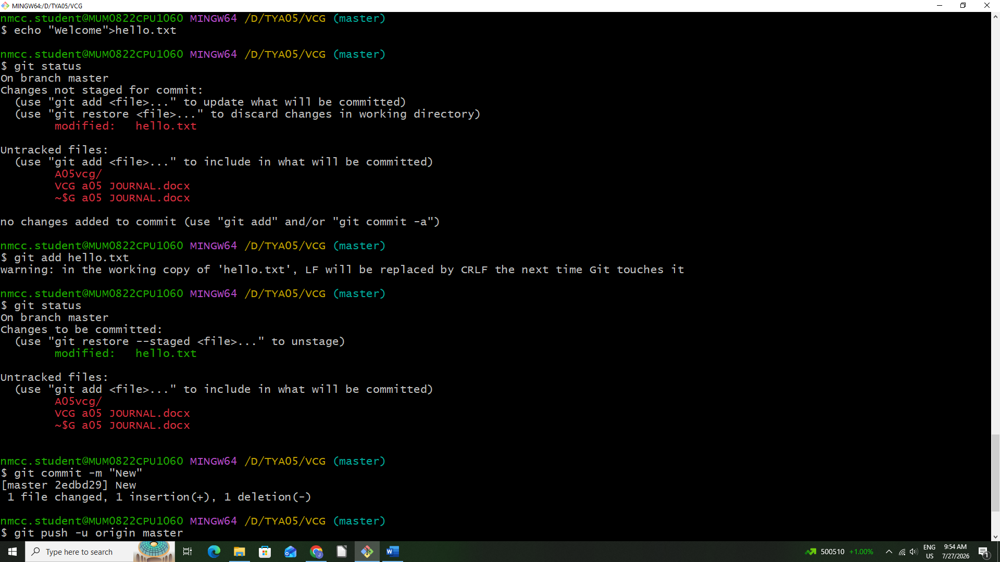 MINGW64:/D/TYA05/VCG
nmcc.student@MUM0822CPU1060 MINGW64 /D/TYA05/VCG (master)
$ echo "Welcome">hello.txt
nmcc.student@MUM0822CPU1060 MINGW64 /D/TYA05/VCG (master)
$ git status
On branch master
Changes not staged for commit:
  (use "git add <file>..." to update what will be committed)
  (use "git restore <file>..." to discard changes in working directory)
        modified:   hello.txt
Untracked files:
  (use "git add <file>..." to include in what will be committed)
        A05vcg/
        VCG a05 JOURNAL.docx
        ~$G a05 JOURNAL.docx
no changes added to commit (use "git add" and/or "git commit -a")
nmcc.student@MUM0822CPU1060 MINGW64 /D/TYA05/VCG (master)
$ git add hello.txt
warning: in the working copy of 'hello.txt', LF will be replaced by CRLF the next time Git touches it
nmcc.student@MUM0822CPU1060 MINGW64 /D/TYA05/VCG (master)
$ git status
On branch master
Changes to be committed:
  (use "git restore --staged <file>..." to unstage)
        modified:   hello.txt
Untracked files:
  (use "git add <file>..." to include in what will be committed)
        A05vcg/
        VCG a05 JOURNAL.docx
        ~$G a05 JOURNAL.docx
nmcc.student@MUM0822CPU1060 MINGW64 /D/TYA05/VCG (master)
$ git commit -m "New"
[master 2edbd29] New
 1 file changed, 1 insertion(+), 1 deletion(-)
nmcc.student@MUM0822CPU1060 MINGW64 /D/TYA05/VCG (master)
$ git push -u origin master
Type here to search
500510 +1.00%
ENG
US
9:54 AM
7/27/2026
1